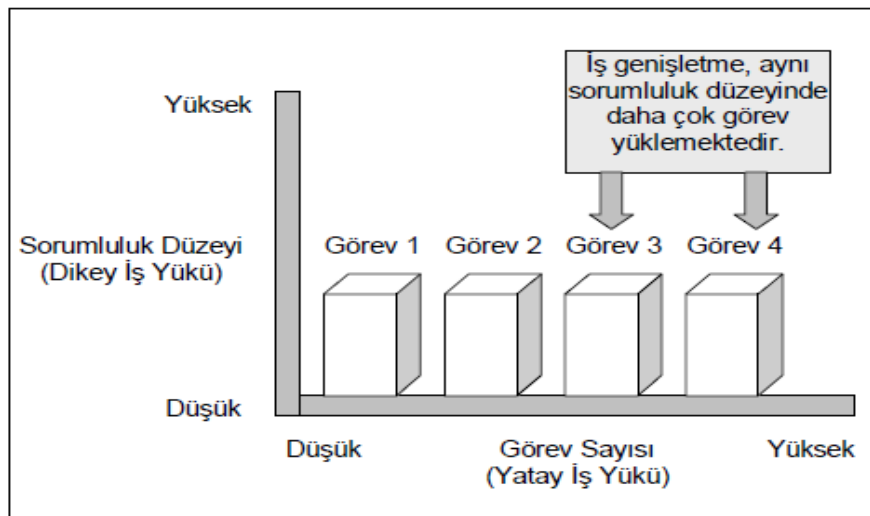 İş genişletme, aynı
sorumluluk düzeyinde
daha çok görev
yüklemektedir.
Yüksek
Sorumluluk Düzeyi
(Dikey İş Yükü)
Görev 1 Görev 2 Görev 3 Görev 4
Düşük
Düşük Görev Sayısı Yüksek
(Yatay İş Yükü)